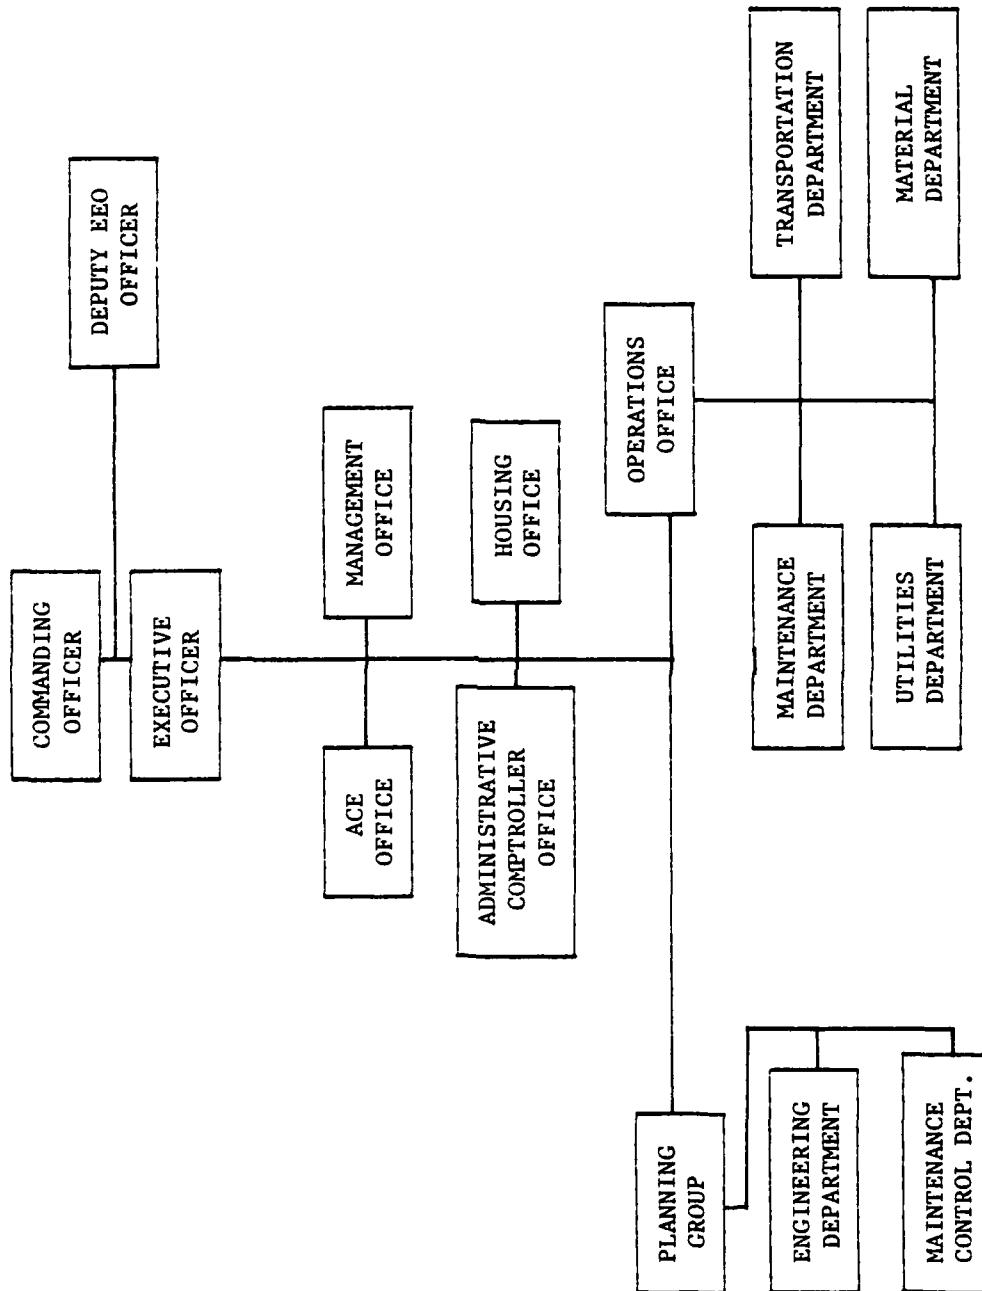 COMMANDING
OFFICER
DEPUTY EEO
OFFICER
EXECUTIVE
OFFICER
ACE
OFFICE
MANAGEMENT
OFFICE
ADMINISTRATIVE
COMPTROLLER
OFFICE
HOUSING
OFFICE
PLANNING
GROUP
OPERATIONS
OFFICE
ENGINEERING
DEPARTMENT
MAINTENANCE
CONTROL DEPT.
MAINTENANCE
DEPARTMENT
TRANSPORTATION
DEPARTMENT
UTILITIES
DEPARTMENT
MATERIAL
DEPARTMENT